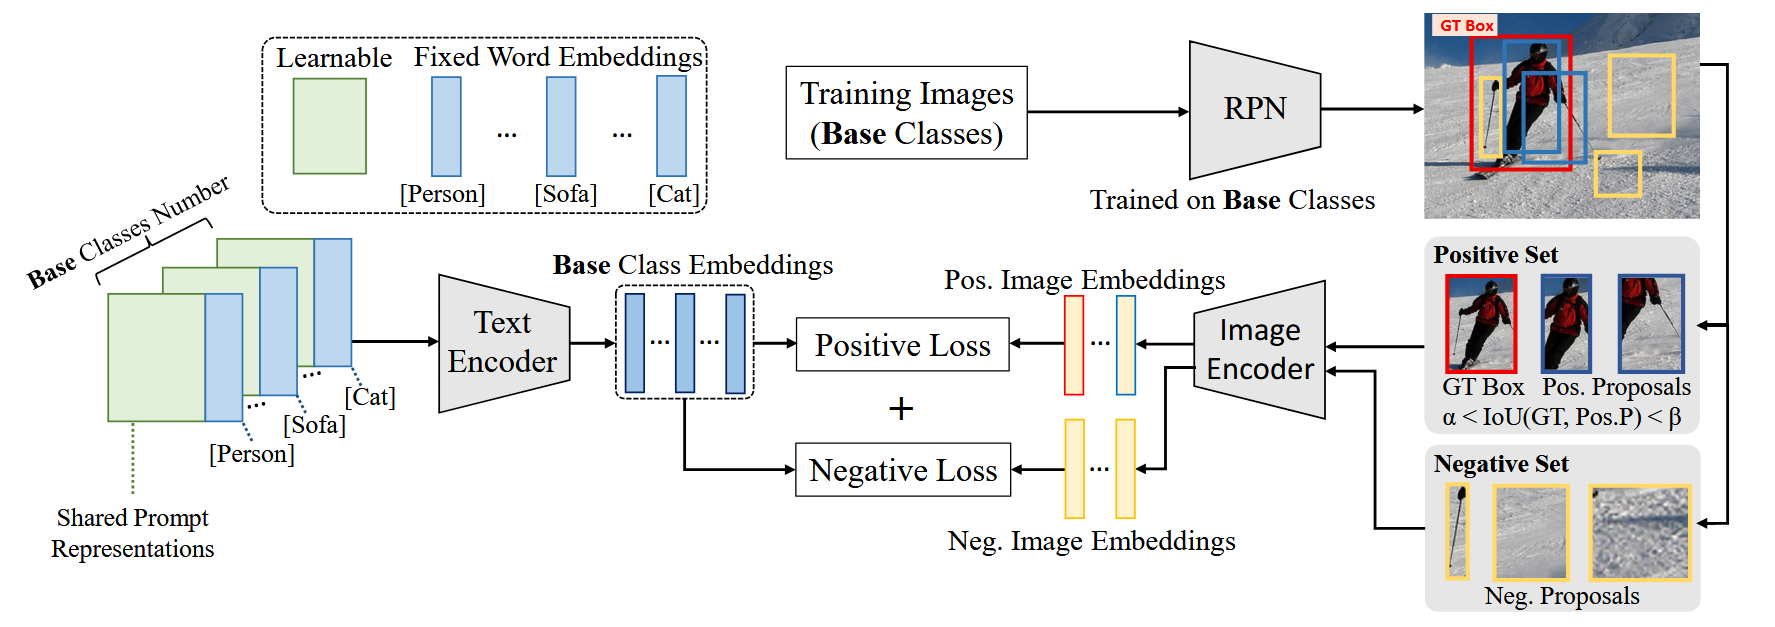 Learnable
Fixed Word Embeddings
...
...
[Person]
[Sofa]
[Cat]
Training Images
(Base Classes)
RPN
Trained on Base Classes
GT Box
Base Classes Number
...
...
[Cat]
[Sofa]
[Person]
Shared Prompt
Representations
Text
Encoder
Base Class Embeddings
...
...
Positive Loss
+
Negative Loss
Pos. Image Embeddings
...
...
Neg. Image Embeddings
Image
Encoder
Positive Set
GT Box
Pos. Proposals
α < IoU(GT, Pos.P) < β
Negative Set
Neg. Proposals